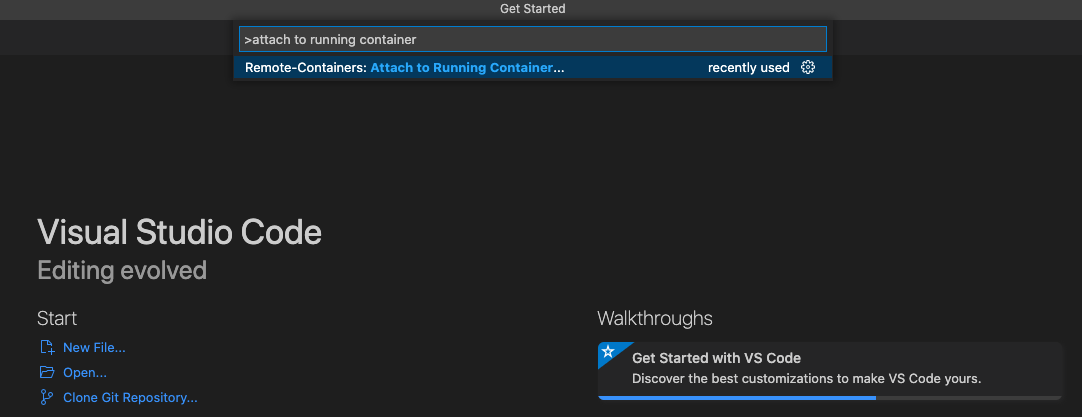 Get Started
>attach to running container
Remote-Containers: Attach to Running Container... recently used
Visual Studio Code
Editing evolved
Start
New File...
Open...
Clone Git Repository...
Walkthroughs
Get Started with VS Code
Discover the best customizations to make VS Code yours.